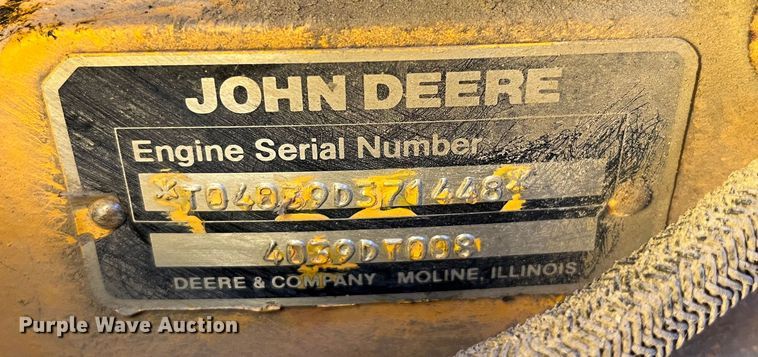 JOHN DEERE
Engine Serial Number
*T04039D371448*
4039DT008
DEERE & COMPANY MOLINE, ILLINOIS
Purple Wave Auction